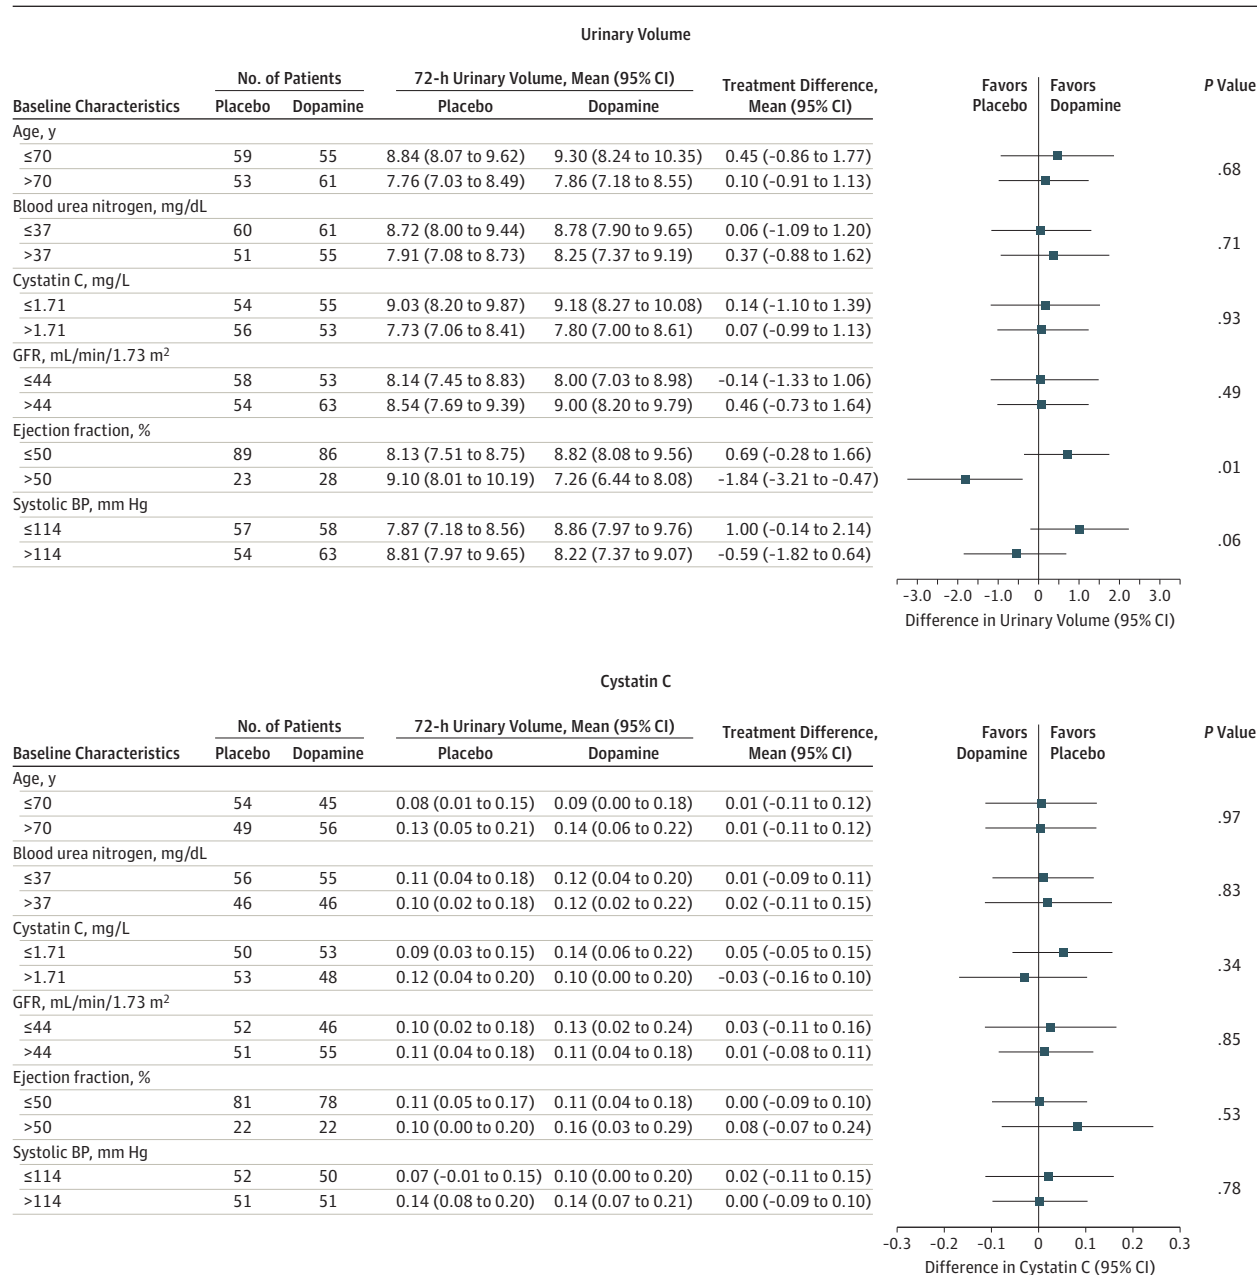 Urinary Volume
No. of Patients 72-h Urinary Volume, Mean (95% CI) Treatment Difference, Favors Favors P Value
Baseline Characteristics Placebo Dopamine Placebo Dopamine Mean (95% CI) Placebo Dopamine
Age, y
≤70 59 55 8.84 (8.07 to 9.62) 9.30 (8.24 to 10.35) 0.45 (-0.86 to 1.77)
.68
>70 53 61 7.76 (7.03 to 8.49) 7.86 (7.18 to 8.55) 0.10 (-0.91 to 1.13)
Blood urea nitrogen, mg/dL
≤37 60 61 8.72 (8.00 to 9.44) 8.78 (7.90 to 9.65) 0.06 (-1.09 to 1.20)
.71
>37 51 55 7.91 (7.08 to 8.73) 8.25 (7.37 to 9.19) 0.37 (-0.88 to 1.62)
Cystatin C, mg/L
≤1.71 54 55 9.03 (8.20 to 9.87) 9.18 (8.27 to 10.08) 0.14 (-1.10 to 1.39)
.93
>1.71 56 53 7.73 (7.06 to 8.41) 7.80 (7.00 to 8.61) 0.07 (-0.99 to 1.13)
GFR, mL/min/1.73 m²
≤44 58 53 8.14 (7.45 to 8.83) 8.00 (7.03 to 8.98) -0.14 (-1.33 to 1.06)
.49
>44 54 63 8.54 (7.69 to 9.39) 9.00 (8.20 to 9.79) 0.46 (-0.73 to 1.64)
Ejection fraction, %
≤50 89 86 8.13 (7.51 to 8.75) 8.82 (8.08 to 9.56) 0.69 (-0.28 to 1.66)
.01
>50 23 28 9.10 (8.01 to 10.19) 7.26 (6.44 to 8.08) -1.84 (-3.21 to -0.47)
Systolic BP, mm Hg
≤114 57 58 7.87 (7.18 to 8.56) 8.86 (7.97 to 9.76) 1.00 (-0.14 to 2.14)
.06
>114 54 63 8.81 (7.97 to 9.65) 8.22 (7.37 to 9.07) -0.59 (-1.82 to 0.64)
-3.0 -2.0 -1.0 0 1.0 2.0 3.0
Difference in Urinary Volume (95% CI)
Cystatin C
No. of Patients 72-h Urinary Volume, Mean (95% CI) Treatment Difference, Favors Favors P Value
Baseline Characteristics Placebo Dopamine Placebo Dopamine Mean (95% CI) Dopamine Placebo
Age, y
≤70 54 45 0.08 (0.01 to 0.15) 0.09 (0.00 to 0.18) 0.01 (-0.11 to 0.12)
.97
>70 49 56 0.13 (0.05 to 0.21) 0.14 (0.06 to 0.22) 0.01 (-0.11 to 0.12)
Blood urea nitrogen, mg/dL
≤37 56 55 0.11 (0.04 to 0.18) 0.12 (0.04 to 0.20) 0.01 (-0.09 to 0.11)
.83
>37 46 46 0.10 (0.02 to 0.18) 0.12 (0.02 to 0.22) 0.02 (-0.11 to 0.15)
Cystatin C, mg/L
≤1.71 50 53 0.09 (0.03 to 0.15) 0.14 (0.06 to 0.22) 0.05 (-0.05 to 0.15)
.34
>1.71 53 48 0.12 (0.04 to 0.20) 0.10 (0.00 to 0.20) -0.03 (-0.16 to 0.10)
GFR, mL/min/1.73 m²
≤44 52 46 0.10 (0.02 to 0.18) 0.13 (0.02 to 0.24) 0.03 (-0.11 to 0.16)
.85
>44 51 55 0.11 (0.04 to 0.18) 0.11 (0.04 to 0.18) 0.01 (-0.08 to 0.11)
Ejection fraction, %
≤50 81 78 0.11 (0.05 to 0.17) 0.11 (0.04 to 0.18) 0.00 (-0.09 to 0.10)
.53
>50 22 22 0.10 (0.00 to 0.20) 0.16 (0.03 to 0.29) 0.08 (-0.07 to 0.24)
Systolic BP, mm Hg
≤114 52 50 0.07 (-0.01 to 0.15) 0.10 (0.00 to 0.20) 0.02 (-0.11 to 0.15)
.78
>114 51 51 0.14 (0.08 to 0.20) 0.14 (0.07 to 0.21) 0.00 (-0.09 to 0.10)
-0.3 -0.2 -0.1 0 0.1 0.2 0.3
Difference in Cystatin C (95% CI)